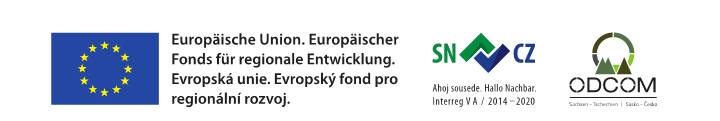 Europäische Union. Europäischer
Fonds für regionale Entwicklung.
Evropská unie. Evropský fond pro
regionální rozvoj.
SN CZ
Ahoj sousede. Hallo Nachbar.
Interreg V A / 2014 – 2020
ODCOM
Sachsen – Tschechien | Sasko – Česko